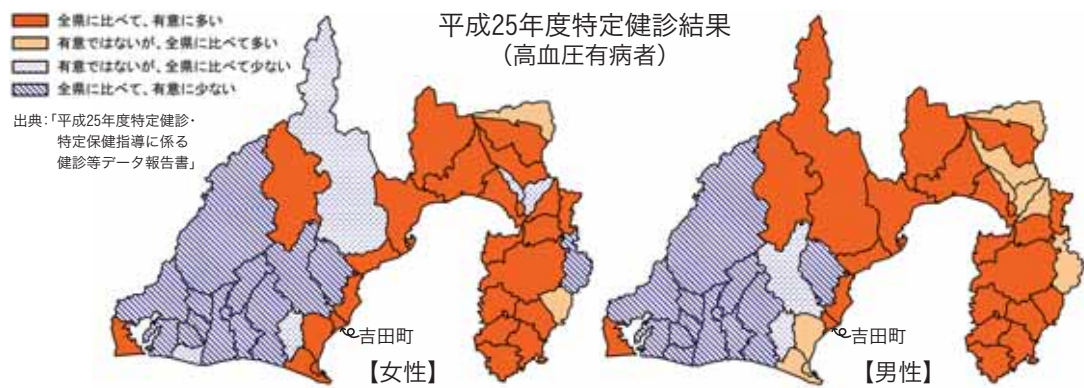 平成25年度特定健診結果
（高血圧有病者）
全県に比べて、有意に多い
有意ではないが、全県に比べて多い
有意ではないが、全県に比べて少ない
全県に比べて、有意に少ない
出典：「平成25年度特定健診・
特定保健指導に係る
健診等データ報告書」
吉田町
【女性】
吉田町
【男性】